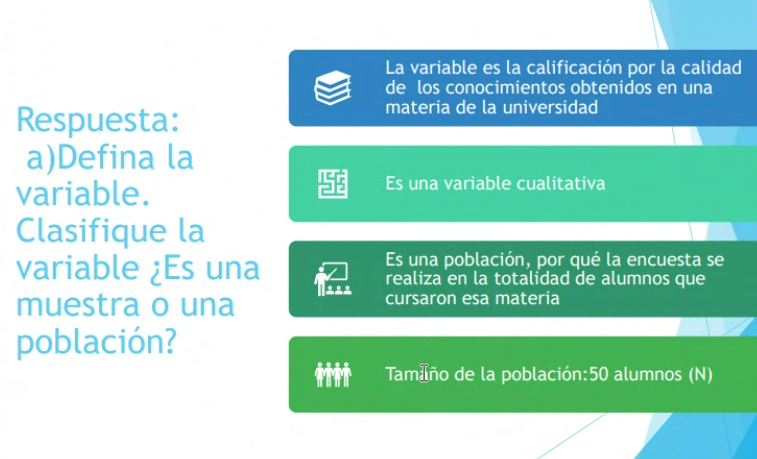 Respuesta:
a)Defina la
variable.
Clasifique la
variable ¿Es una
muestra o una
población?
La variable es la calificación por la calidad
de los conocimientos obtenidos en una
materia de la universidad
Es una variable cualitativa
Es una población, por qué la encuesta se
realiza en la totalidad de alumnos que
cursaron esa materia
Tamaño de la población:50 alumnos (N)